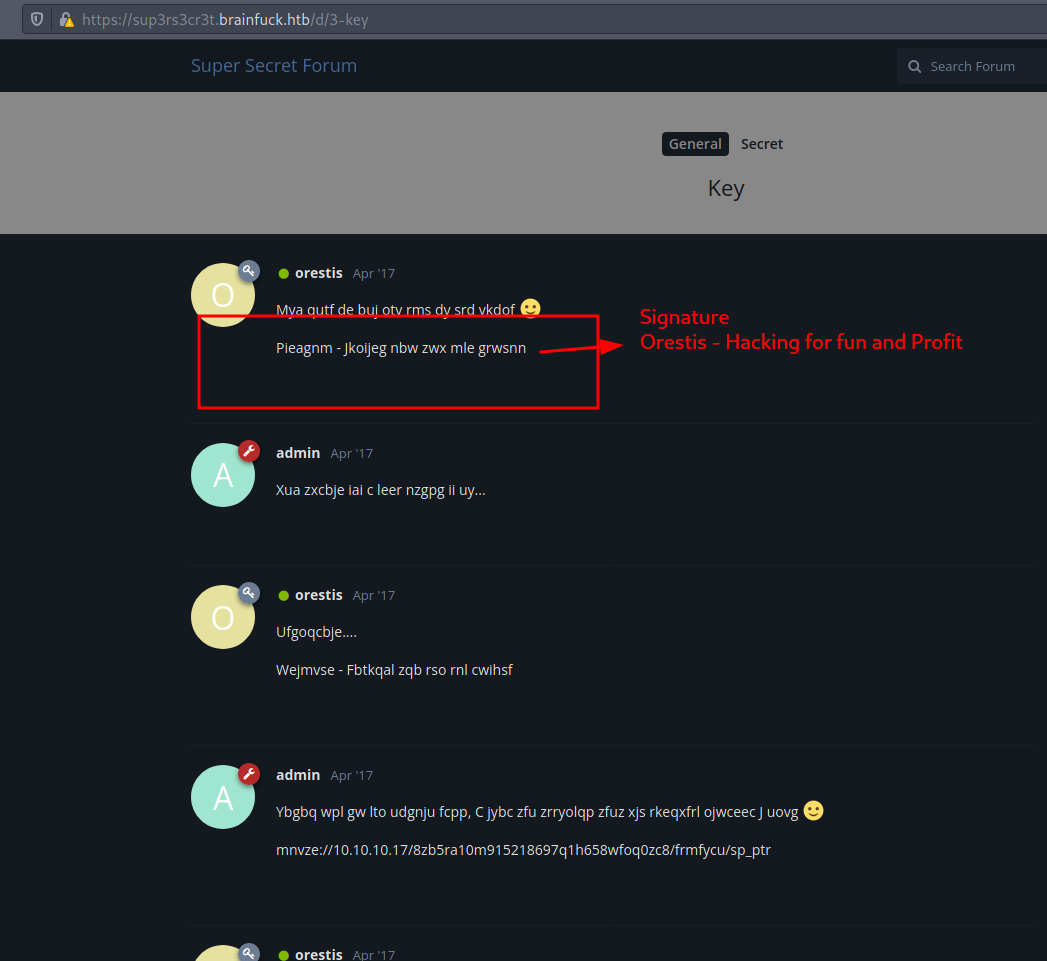 https://sup3rs3cr3t.brainfuck.htb/d/3-key
Super Secret Forum
Search Forum
General Secret
Key
O
orestis Apr '17
Mya qutf de buj otv rms dy srd vkdof
Pieagnm - Jkoijeg nbw zwx mle grwsnn
Signature
Orestis - Hacking for fun and Profit
A
admin Apr '17
Xua zxcbje iai c leer nzgpg ii uy...
O
orestis Apr '17
Ufgoqcbje....
Wejmvse - Fbtkqal zqb rso rnl cwihsf
A
admin Apr '17
Ybgbq wpl gw lto udgnju fcpp, C jybc zfu zrryolqp zfuz xjs rkeqxfrl ojwceec J uovg
mnvze://10.10.10.17/8zb5ra10m915218697q1h658wfoq0zc8/frmfycu/sp_ptr
O
orestis Apr '17